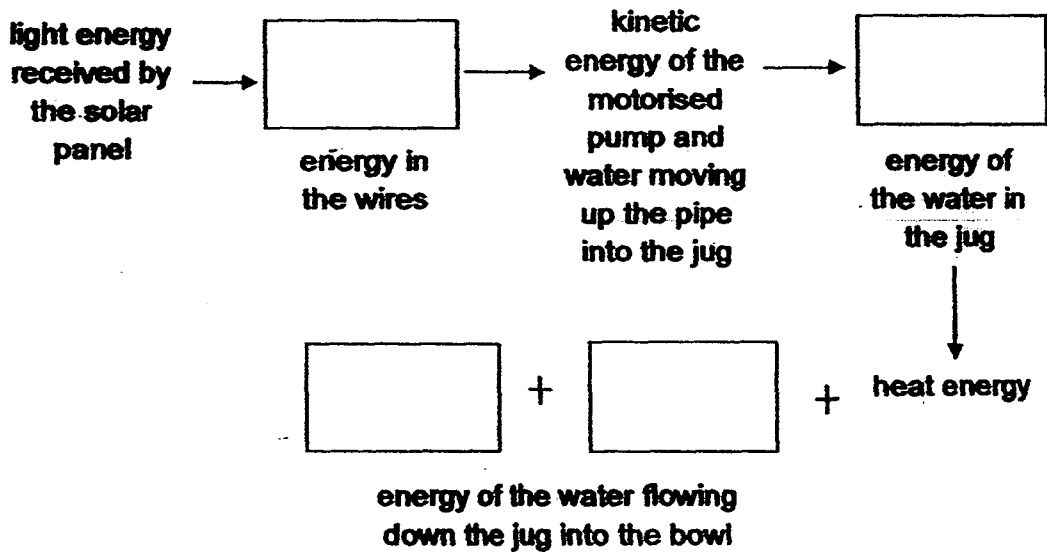 light energy
received by
the solar
panel
energy in
the wires
kinetic
energy of the
motorised
pump and
water moving
up the pipe
into the jug
energy of
the water in
the jug
+
+
heat energy
energy of the water flowing
down the jug into the bowl